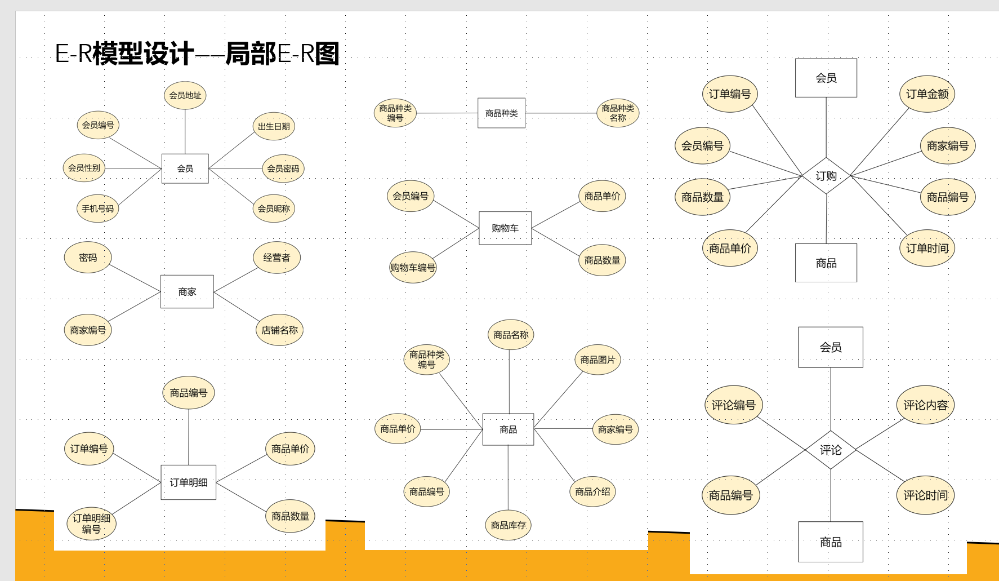 E-R模型设计——局部E-R图
会员地址
会员编号
出生日期
会员性别
会员
会员密码
手机号码
会员昵称
密码
经营者
商家
商家编号
店铺名称
商品编号
订单编号
商品单价
订单明细
订单明细
编号
商品数量
商品种类
编号
商品种类
商品种类
名称
会员编号
商品单价
购物车
购物车编号
商品数量
商品名称
商品种类
编号
商品图片
商品单价
商品
商家编号
商品编号
商品介绍
商品库存
会员
订单编号
订单金额
会员编号
商家编号
订购
商品数量
商品编号
商品单价
订单时间
商品
会员
评论编号
评论内容
评论
商品编号
评论时间
商品